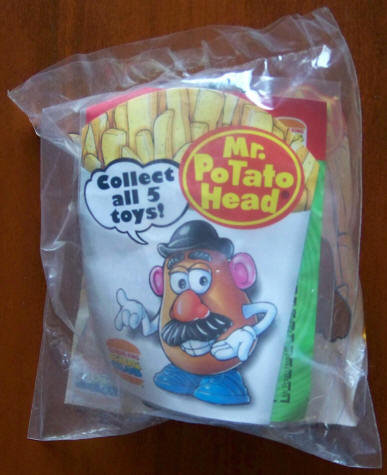 Mr.
PoTato
Head
Collect
all 5
toys!